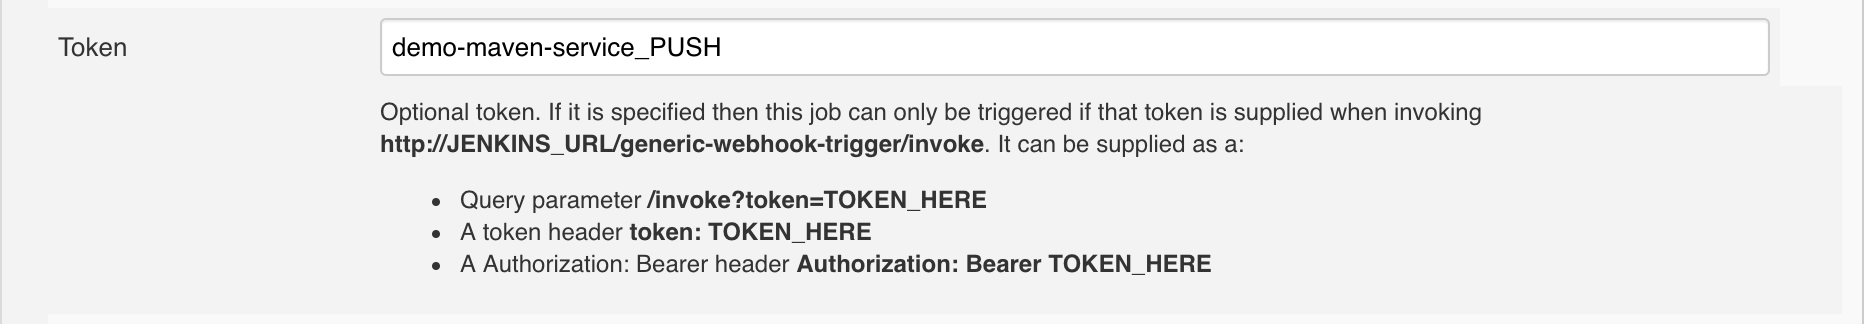 Token
demo-maven-service_PUSH
Optional token. If it is specified then this job can only be triggered if that token is supplied when invoking
http://JENKINS_URL/generic-webhook-trigger/invoke. It can be supplied as a:
• Query parameter /invoke?token=TOKEN_HERE
• A token header token: TOKEN_HERE
• A Authorization: Bearer header Authorization: Bearer TOKEN_HERE